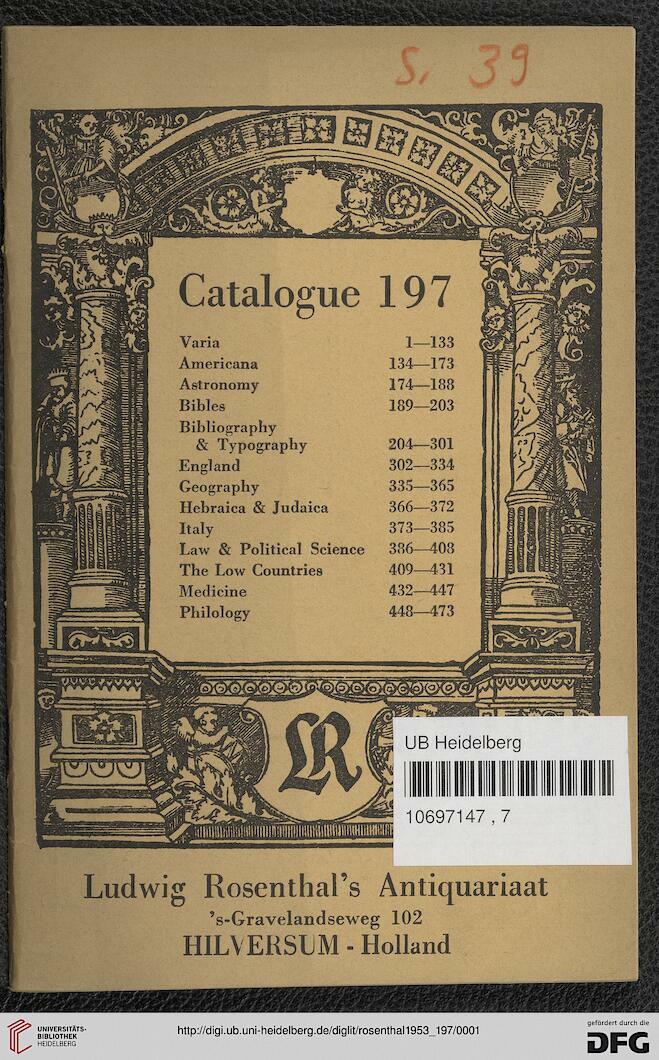 S. 39
Catalogue 197
Varia 1—133
Americana 134—173
Astronomy 174—188
Bibles 189—203
Bibliography
& Typography 204—301
England 302—334
Geography 335—365
Hebraica & Judaica 366—372
Italy 373—385
Law & Political Science 386—408
The Low Countries 409—431
Medicine 432—447
Philology 448—473
LR
UB Heidelberg
10697147 , 7
Ludwig Rosenthal's Antiquariaat
's-Gravelandseweg 102
HILVERSUM - Holland
UNIVERSITÄTS-
BIBLIOTHEK
HEIDELBERG
http://digi.ub.uni-heidelberg.de/diglit/rosenthal1953_197/0001
gefördert durch die
DFG